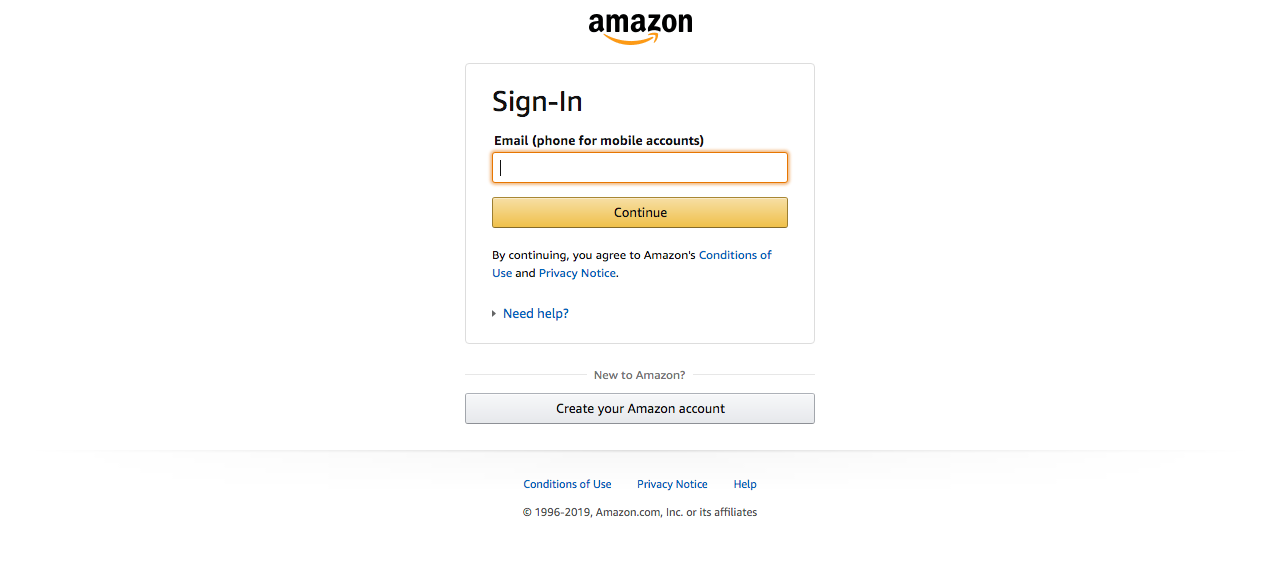 amazon
Sign-In
Email (phone for mobile accounts)
Continue
By continuing, you agree to Amazon's Conditions of
Use and Privacy Notice.
Need help?
New to Amazon?
Create your Amazon account
Conditions of Use Privacy Notice Help
© 1996-2019, Amazon.com, Inc. or its affiliates